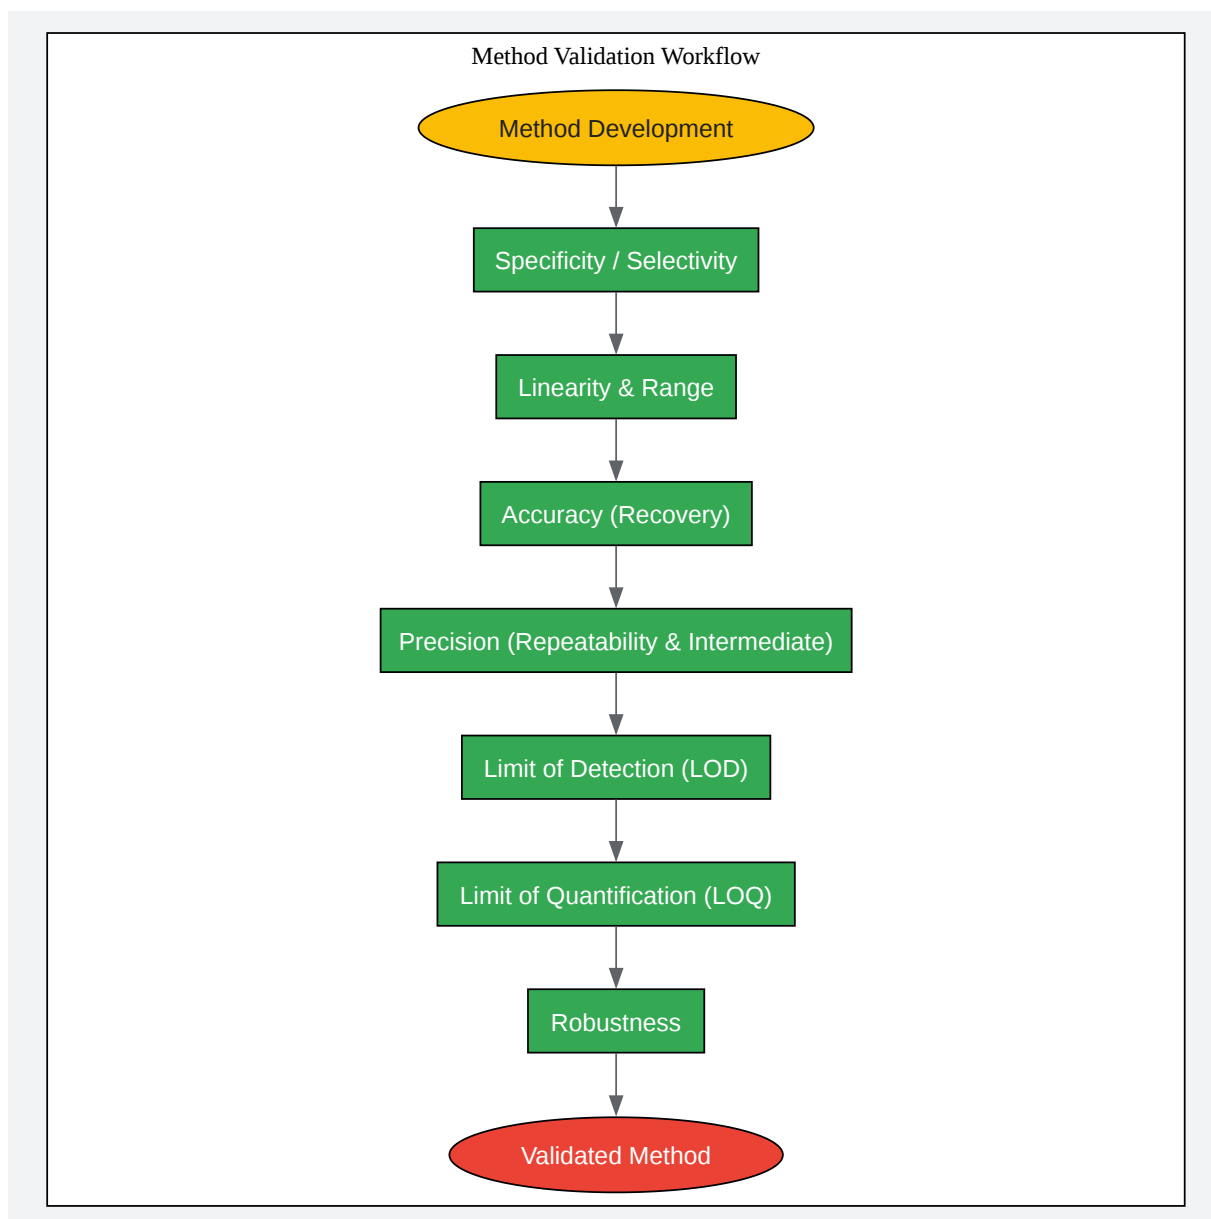 Method Validation Workflow
Method Development
Specificity / Selectivity
Linearity & Range
Accuracy (Recovery)
Precision (Repeatability & Intermediate)
Limit of Detection (LOD)
Limit of Quantification (LOQ)
Robustness
Validated Method